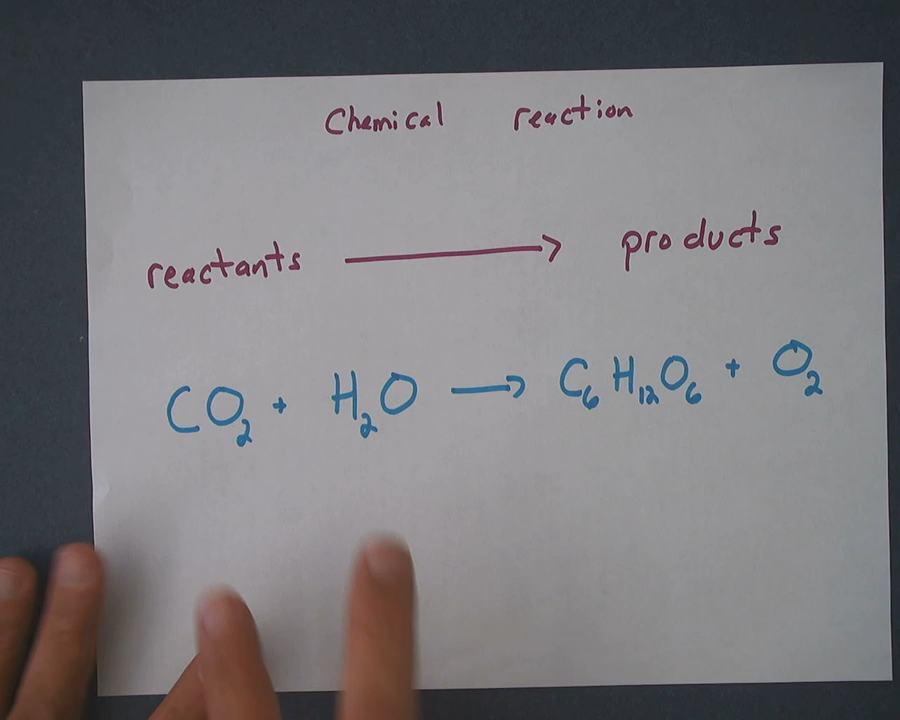 Chemical reaction
reactants → products
CO₂ + H₂O → C₆H₁₂O₆ + O₂